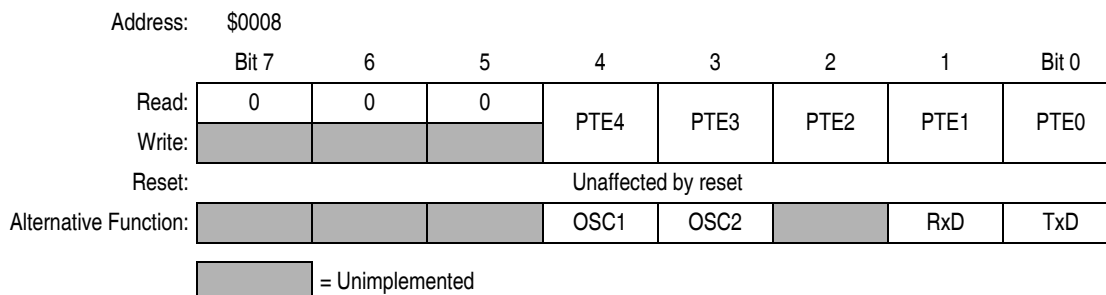 Address: $0008
Bit 7 6 5 4 3 2 1 Bit 0
Read: 0 0 0 PTE4 PTE3 PTE2 PTE1 PTE0
Write:
Reset: Unaffected by reset
Alternative Function: OSC1 OSC2 RxD TxD
= Unimplemented